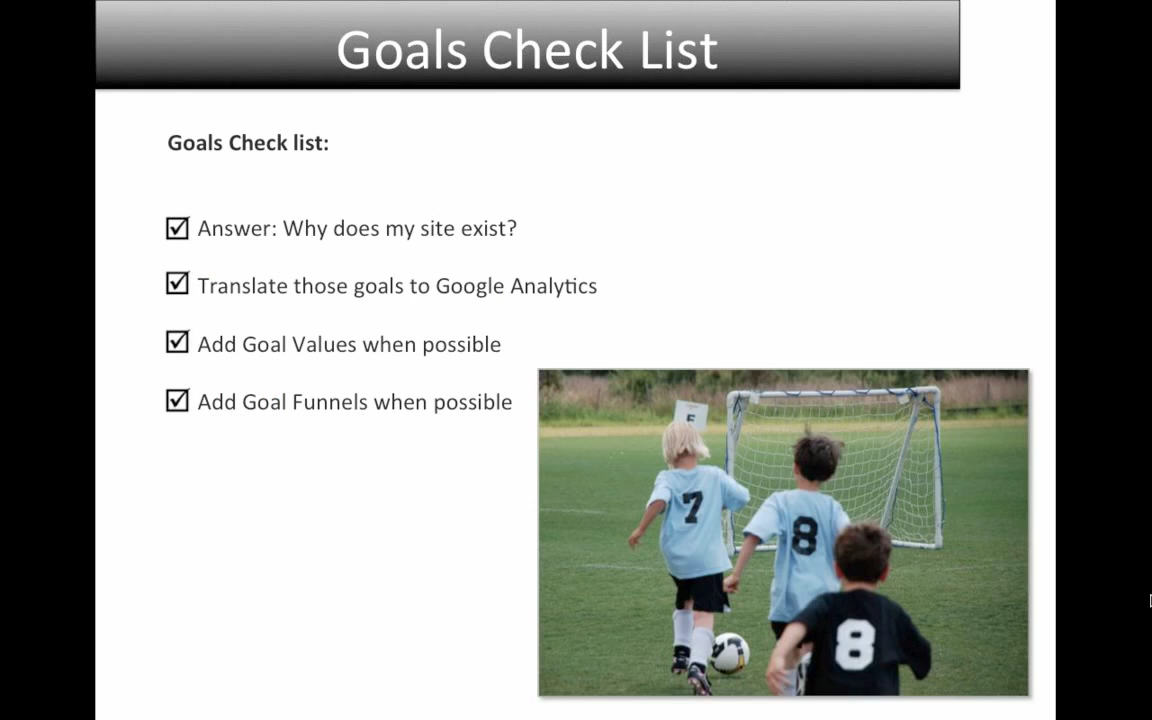 Goals Check List
Goals Check list:
Answer: Why does my site exist?
Translate those goals to Google Analytics
Add Goal Values when possible
Add Goal Funnels when possible
7
8
8